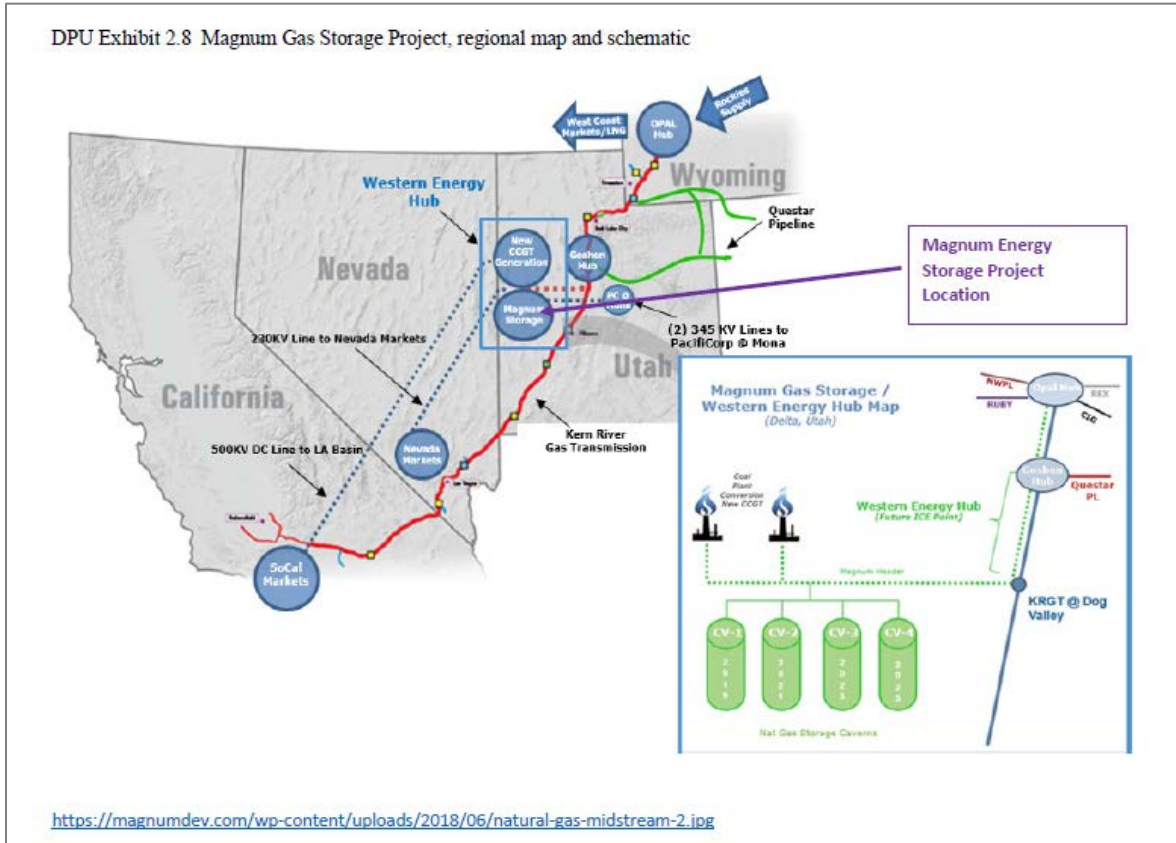 DPU Exhibit 2.8 Magnum Gas Storage Project, regional map and schematic
Rockies
Supply
West Coast
Markets/LNG
OPAL
Hub
Wyoming
Western Energy
Hub
Questar
Pipeline
New
CCGT
Generation
Goshen
Hub
Nevada
Magnum
Storage
Magnum Energy
Storage Project
Location
(2) 345 KV Lines to
PacifiCorp @ Mona
230KV Line to Nevada Markets
Utah
California
Kern River
Gas Transmission
500KV DC Line to LA Basin
Nevada
Markets
SoCal
Markets
Magnum Gas Storage /
Western Energy Hub Map
(Delta, Utah)
NWPL
Opal Hub
REX
RUBY
CIG
Coal
Plant
Conversion
New CCGT
Goshen
Hub
Questar
PL
Western Energy Hub
(Future ICE Point)
Magnum Header
KRGT @ Dog
Valley
CV-1
CV-2
CV-3
CV-4
Nat Gas Storage Caverns
https://magnumdev.com/wp-content/uploads/2018/06/natural-gas-midstream-2.jpg